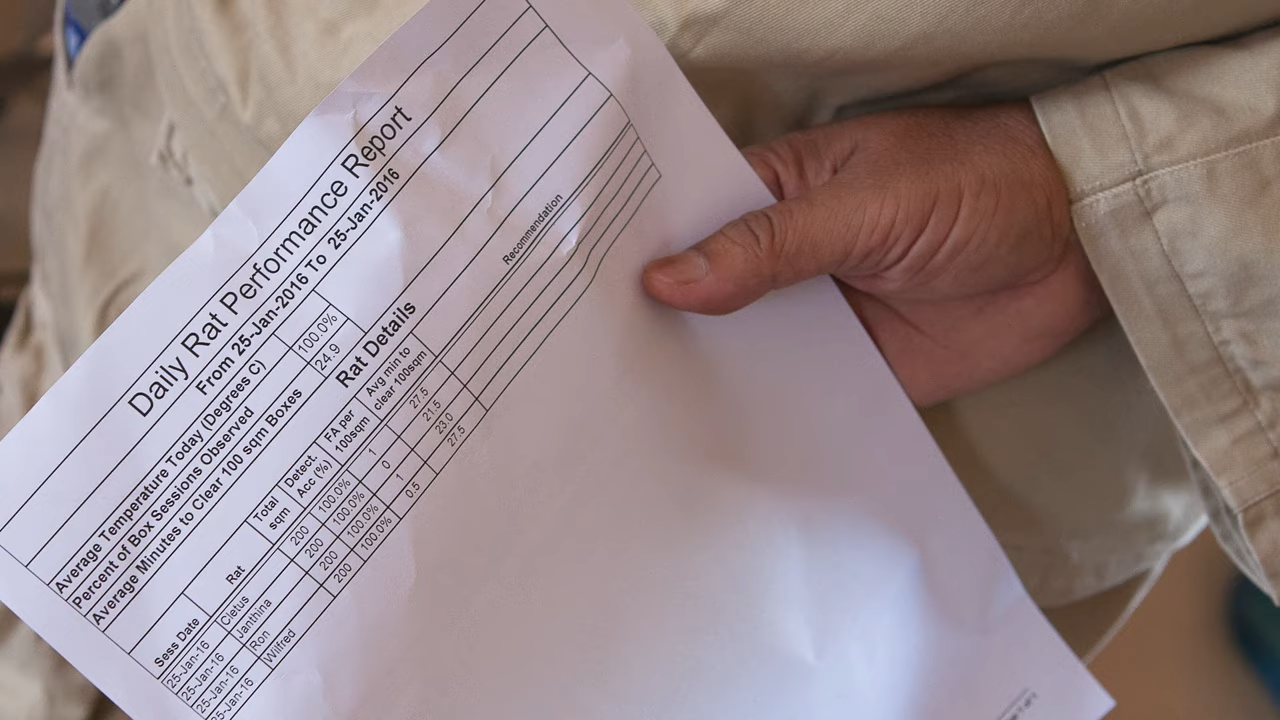 Daily Rat Performance Report
From 25-Jan-2016 To 25-Jan-2016
Average Temperature Today (Degrees C)
Percent of Box Sessions Observed 100.0%
Average Minutes to Clear 100 sqm Boxes 24.9
Rat Details
Sess Date Rat Total sqm Detect. Acc (%) FA per 100sqm Avg min to clear 100sqm Recommendation
25-Jan-16 Cletus 200 100.0% 1 27.5
25-Jan-16 Janthina 200 100.0% 0 21.5
25-Jan-16 Ron 200 100.0% 1 23.0
25-Jan-16 Wilfred 200 100.0% 0.5 27.5